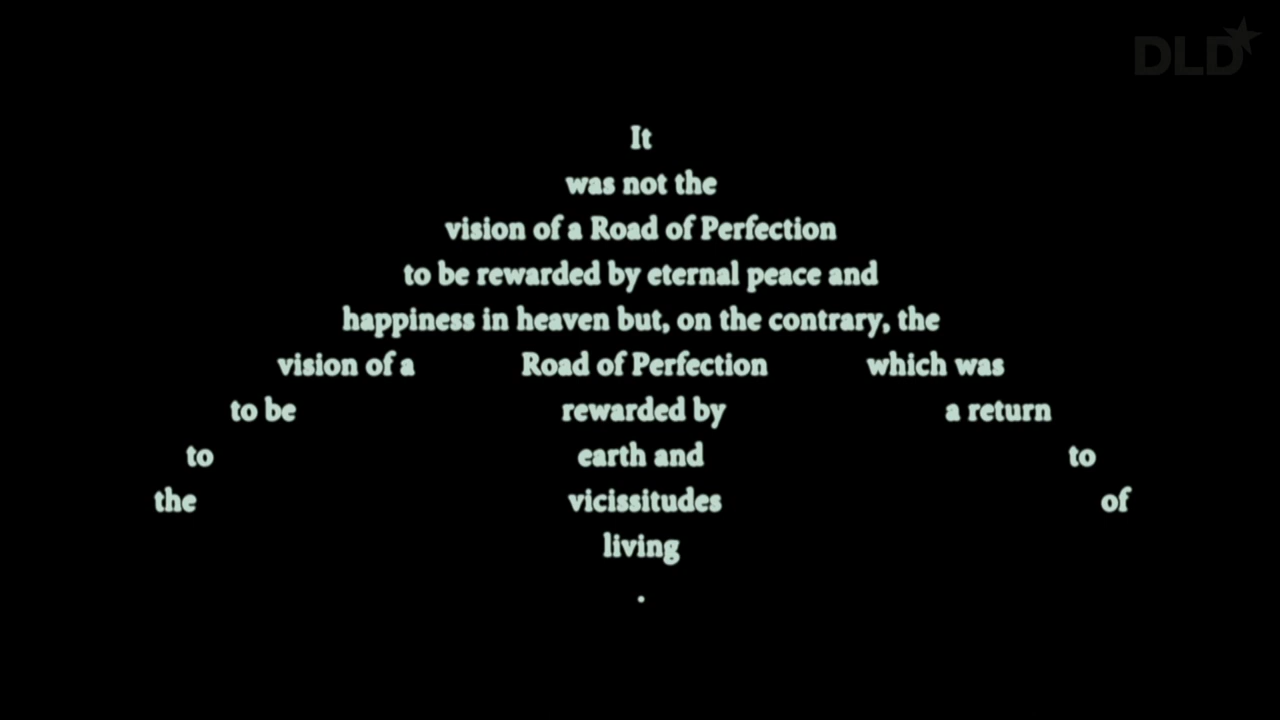 DLD
It
was not the
vision of a Road of Perfection
to be rewarded by eternal peace and
happiness in heaven but, on the contrary, the
vision of a Road of Perfection which was
to be rewarded by a return
to earth and to
the vicissitudes of
living
.